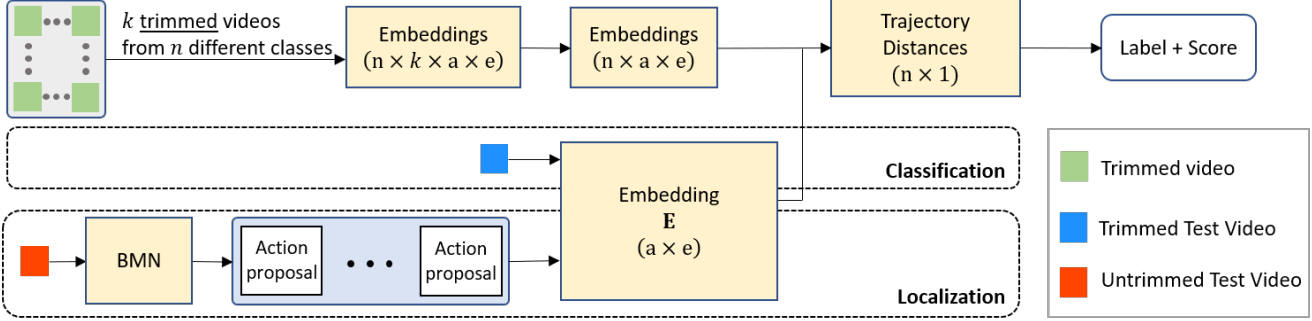 k trimmed videos
from n different classes
Embeddings
(n × k × a × e)
Embeddings
(n × a × e)
Trajectory
Distances
(n × 1)
Label + Score
Classification
Embedding
E
(a × e)
BMN
Action
proposal
Action
proposal
Localization
Trimmed video
Trimmed Test Video
Untrimmed Test Video